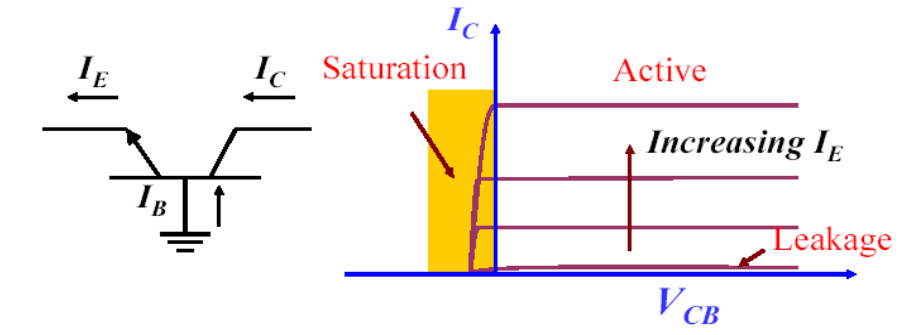 I_E
I_C
I_B
I_C
Saturation
Active
Increasing I_E
Leakage
V_CB